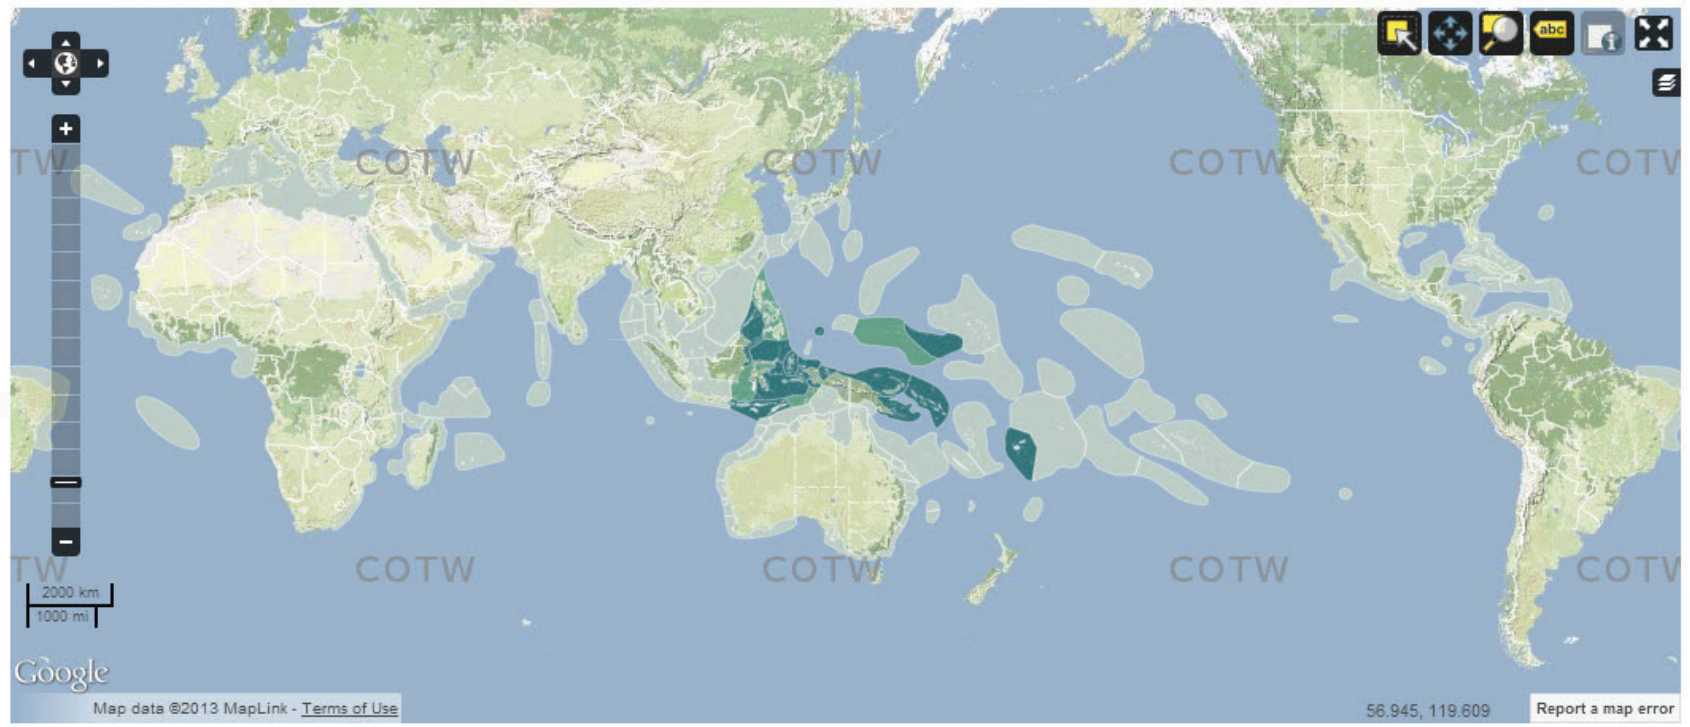 abc
+
TW COTW COTW COTW COTW
TW COTW COTW COTW COTW
2000 km
1000 mi
Google
Map data ©2013 MapLink - Terms of Use
56.945, 119.609
Report a map error